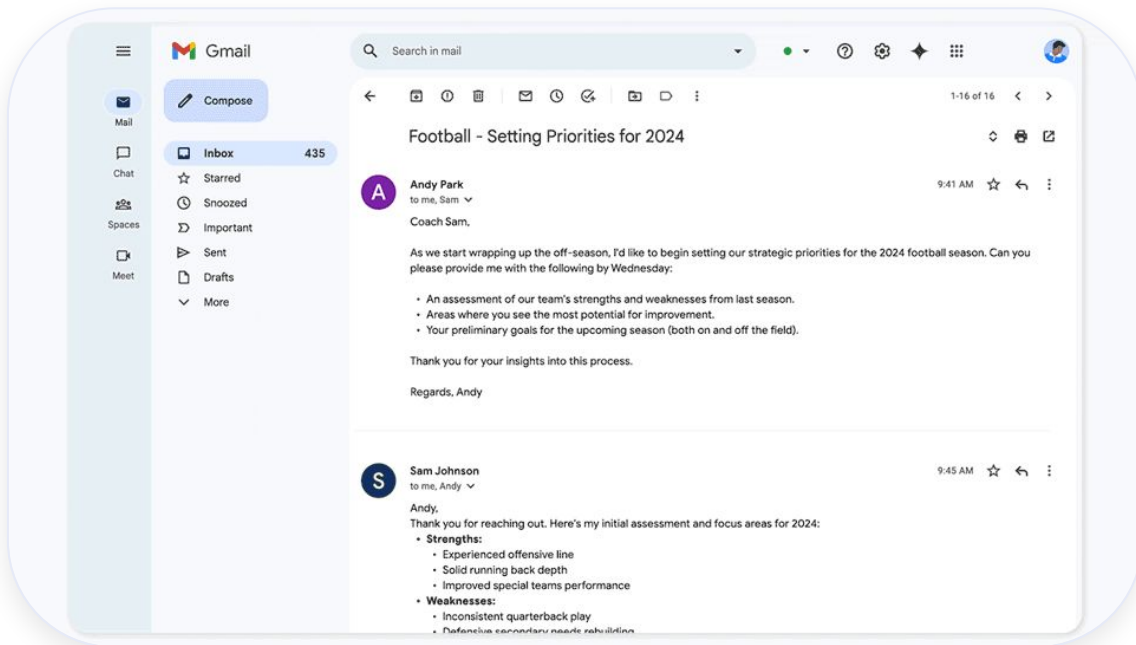 Gmail
Search in mail
Mail
Chat
Spaces
Meet
Compose
Inbox 435
Starred
Snoozed
Important
Sent
Drafts
More
1-16 of 16
Football - Setting Priorities for 2024
A
Andy Park
9:41 AM
to me, Sam
Coach Sam,
As we start wrapping up the off-season, I'd like to begin setting our strategic priorities for the 2024 football season. Can you
please provide me with the following by Wednesday:
• An assessment of our team's strengths and weaknesses from last season.
• Areas where you see the most potential for improvement.
• Your preliminary goals for the upcoming season (both on and off the field).
Thank you for your insights into this process.
Regards, Andy
S
Sam Johnson
9:45 AM
to me, Andy
Andy,
Thank you for reaching out. Here's my initial assessment and focus areas for 2024:
• Strengths:
• Experienced offensive line
• Solid running back depth
• Improved special teams performance
• Weaknesses:
• Inconsistent quarterback play
• Defensive secondary needs rebuilding